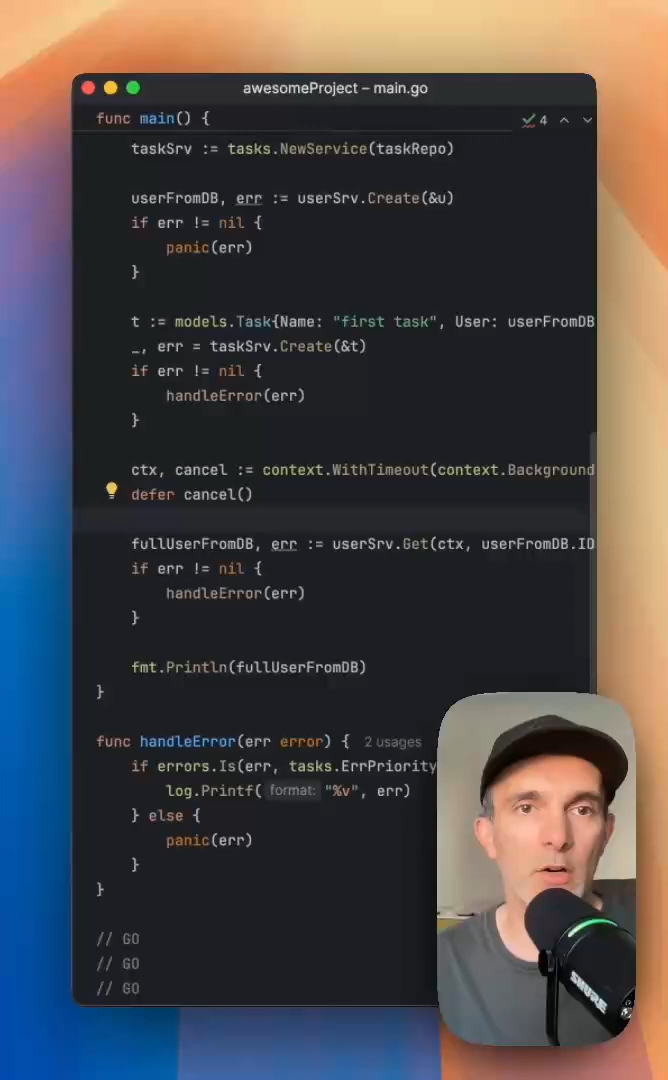 awesomeProject – main.go
func main() {
4
taskSrv := tasks.NewService(taskRepo)
userFromDB, err := userSrv.Create(&u)
if err != nil {
panic(err)
}
t := models.Task{Name: "first task", User: userFromDB
_, err = taskSrv.Create(&t)
if err != nil {
handleError(err)
}
ctx, cancel := context.WithTimeout(context.Background
defer cancel()
fullUserFromDB, err := userSrv.Get(ctx, userFromDB.ID
if err != nil {
handleError(err)
}
fmt.Println(fullUserFromDB)
}
func handleError(err error) { 2 usages
if errors.Is(err, tasks.ErrPriority
log.Printf( format: "%v", err)
} else {
panic(err)
}
}
// GO
// GO
// GO
SHURE